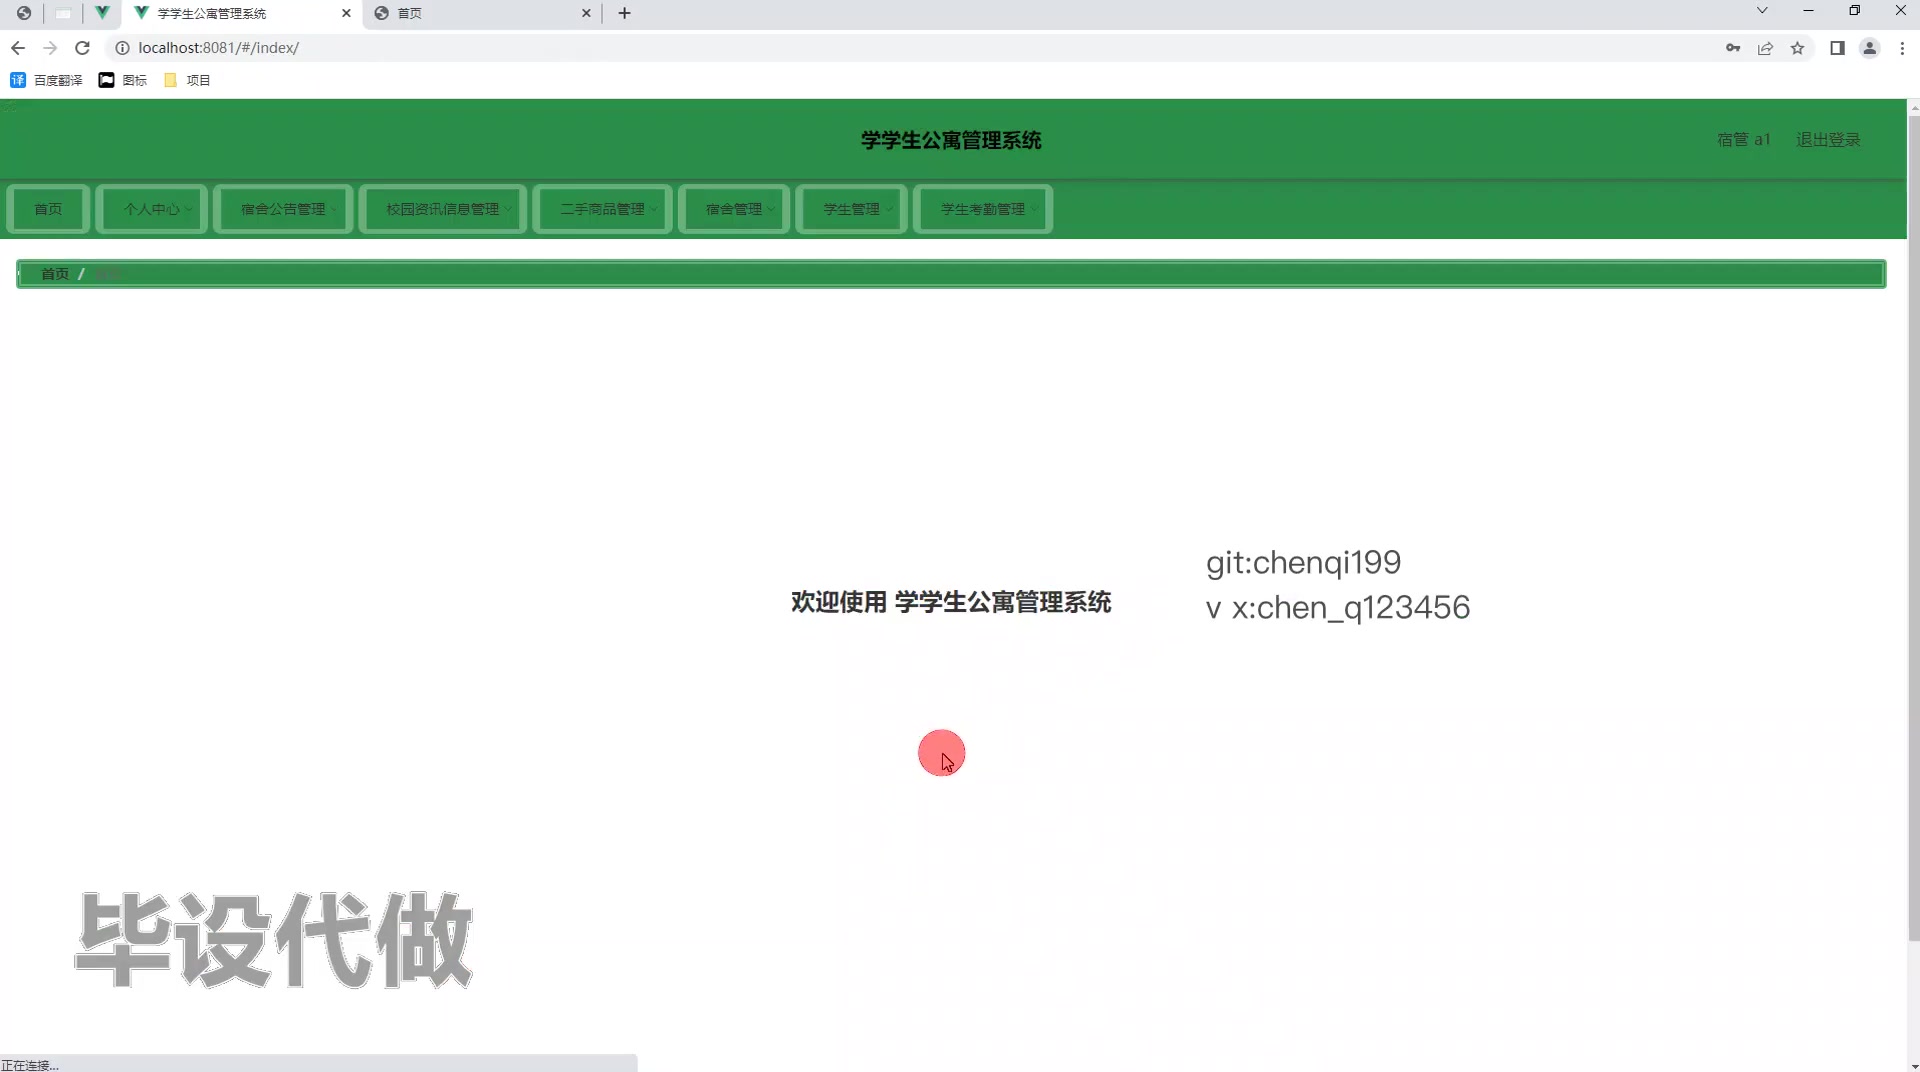 学学生公寓管理系统
首页
localhost:8081/#/index/
百度翻译 图标 项目
学学生公寓管理系统
宿管 a1 退出登录
首页 个人中心 宿舍公告管理 校园资讯信息管理 二手商品管理 宿舍管理 学生管理 学生考勤管理
首页 /
git:chenqi199
欢迎使用 学学生公寓管理系统
v x:chen_q123456
毕设代做
正在连接...